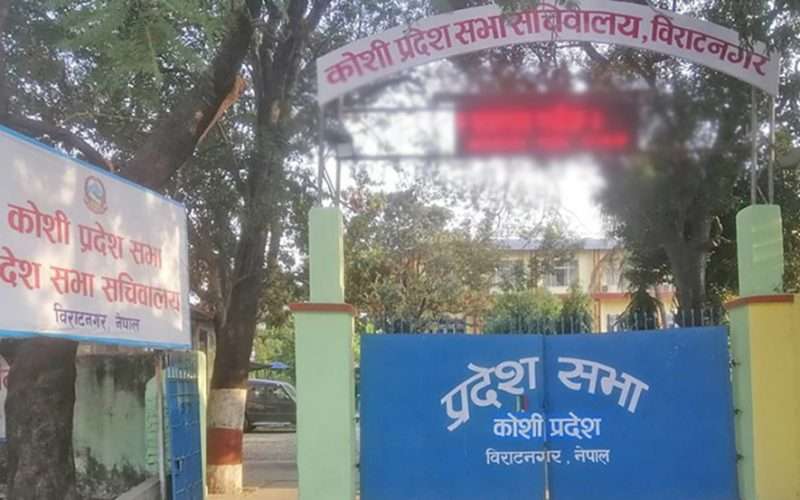 कोशी प्रदेश सभा सचिवालय, विराटनगर
कोशी प्रदेश सभा
देश सभा सचिवालय
विराटनगर, नेपाल
प्रदेश सभा
कोशी प्रदेश
विराटनगर, नेपाल